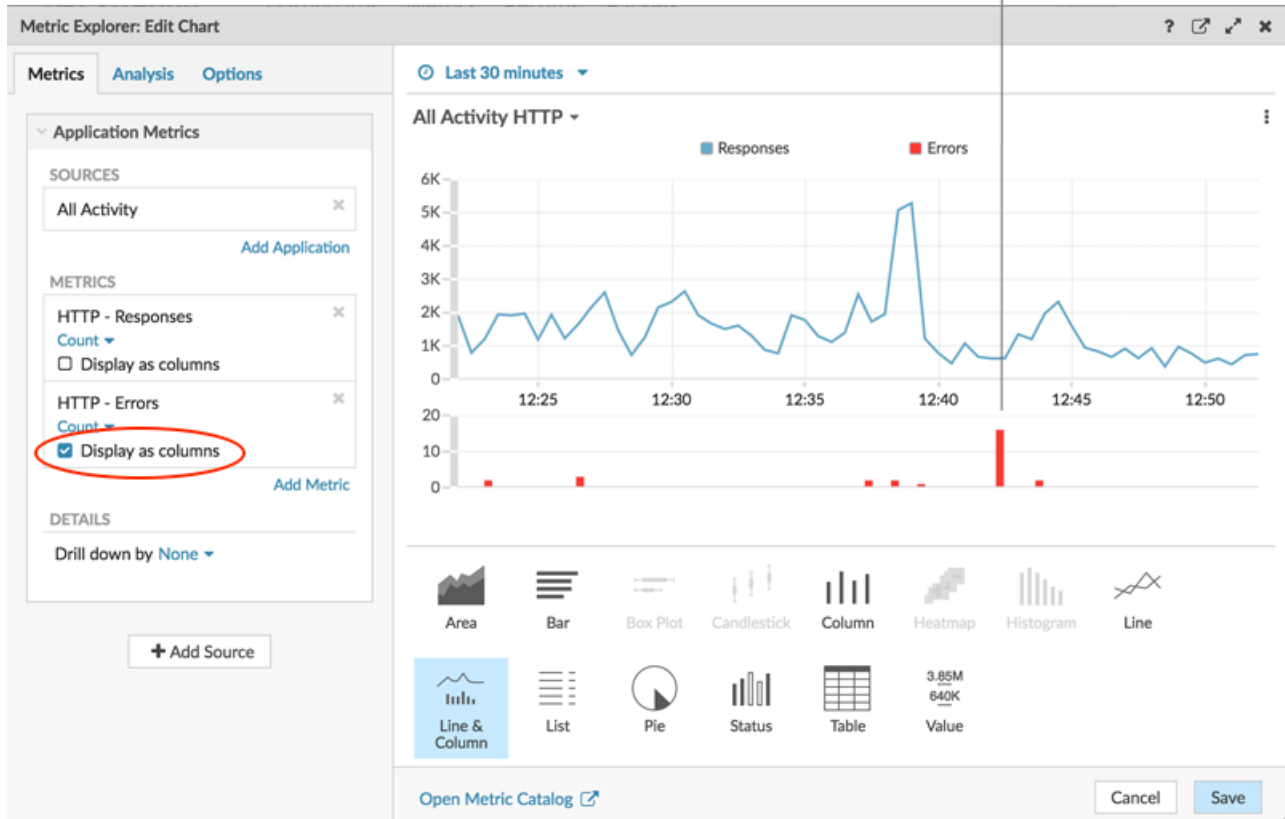 Metric Explorer: Edit Chart
?
Metrics Analysis Options
Last 30 minutes
Application Metrics
SOURCES
All Activity
Add Application
METRICS
HTTP - Responses
Count
Display as columns
HTTP - Errors
Count
Display as columns
Add Metric
DETAILS
Drill down by None
+ Add Source
All Activity HTTP
Responses Errors
6K
5K
4K
3K
2K
1K
0
12:25 12:30 12:35 12:40 12:45 12:50
20
10
0
Area Bar Box Plot Candlestick Column Heatmap Histogram Line
3.85M
640K
Line & Column List Pie Status Table Value
Open Metric Catalog
Cancel Save